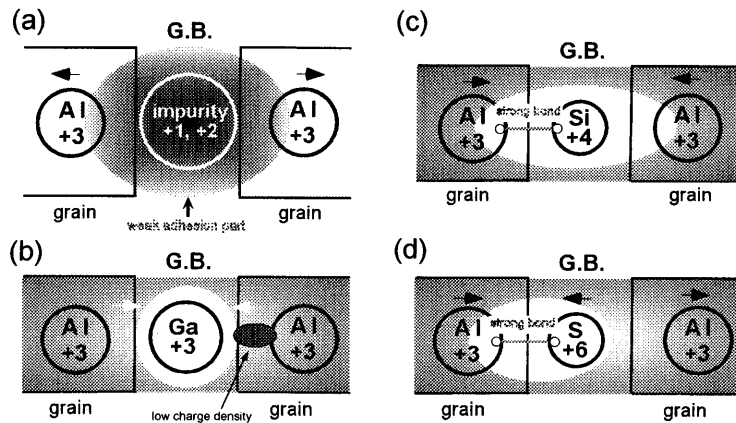 (a)
G.B.
Al
+3
impurity
+1, +2
Al
+3
grain
grain
weak adhesion part
(b)
G.B.
Al
+3
Ga
+3
Al
+3
grain
low charge density
grain
(c)
G.B.
Al
+3
strong bond
Si
+4
Al
+3
grain
grain
(d)
G.B.
Al
+3
strong bond
S
+6
Al
+3
grain
grain